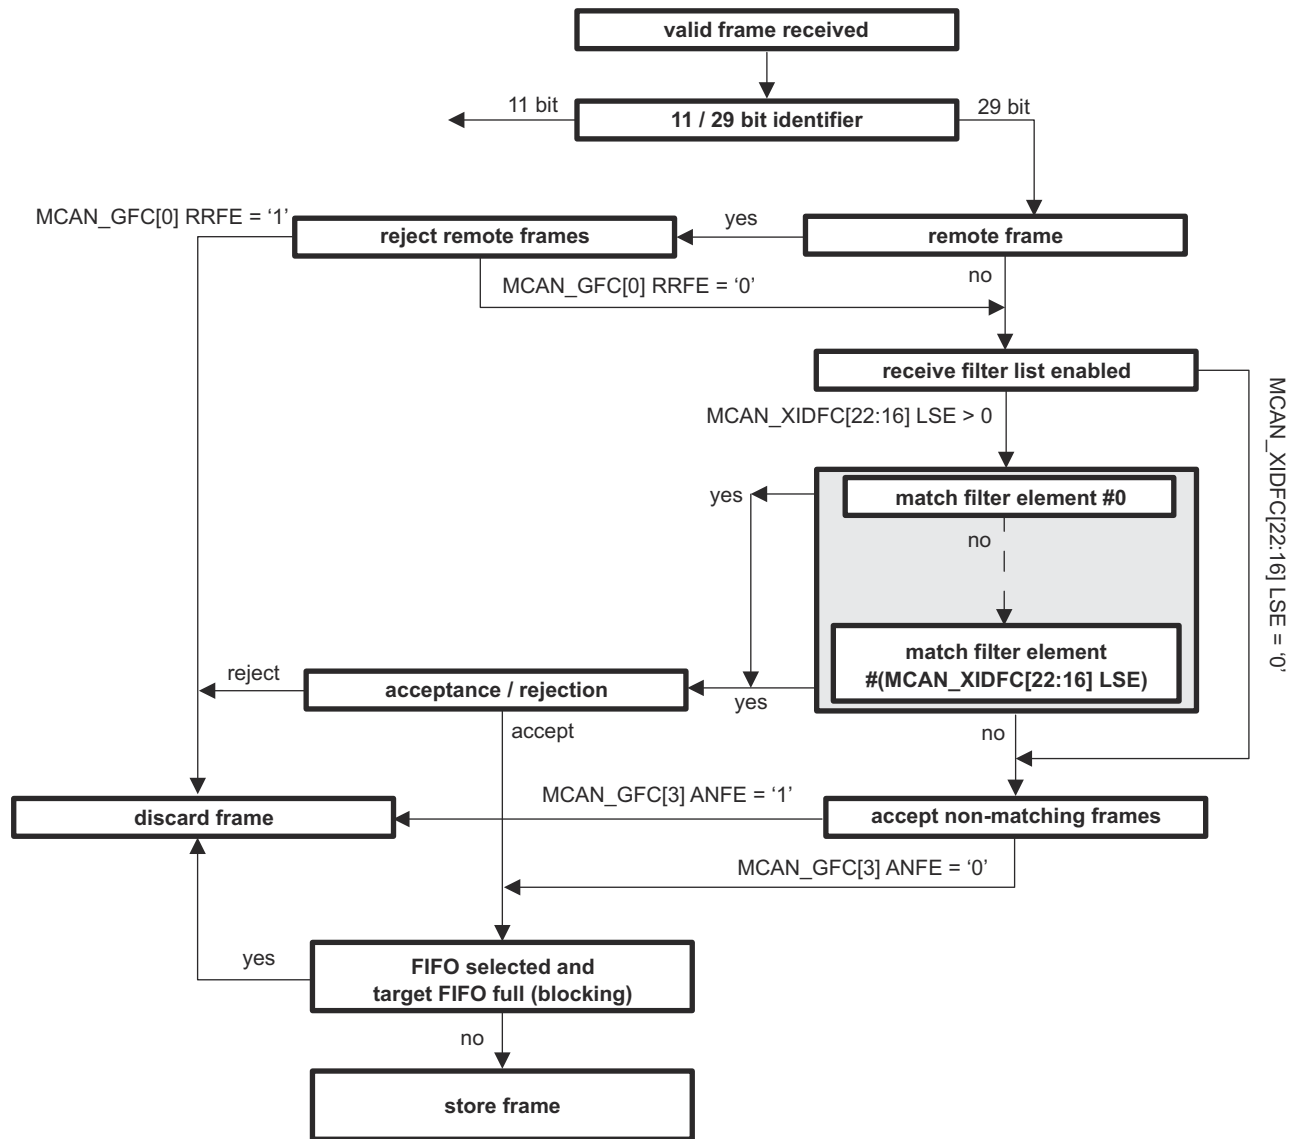 valid frame received
11 bit
11 / 29 bit identifier
29 bit
MCAN_GFC[0] RRFE = ‘1’
reject remote frames
yes
remote frame
MCAN_GFC[0] RRFE = ‘0’
no
receive filter list enabled
MCAN_XIDFC[22:16] LSE > 0
MCAN_XIDFC[22:16] LSE = ‘0’
yes
match filter element #0
no
match filter element
#(MCAN_XIDFC[22:16] LSE)
reject
acceptance / rejection
yes
accept
no
discard frame
MCAN_GFC[3] ANFE = ‘1’
accept non-matching frames
MCAN_GFC[3] ANFE = ‘0’
yes
FIFO selected and
target FIFO full (blocking)
no
store frame